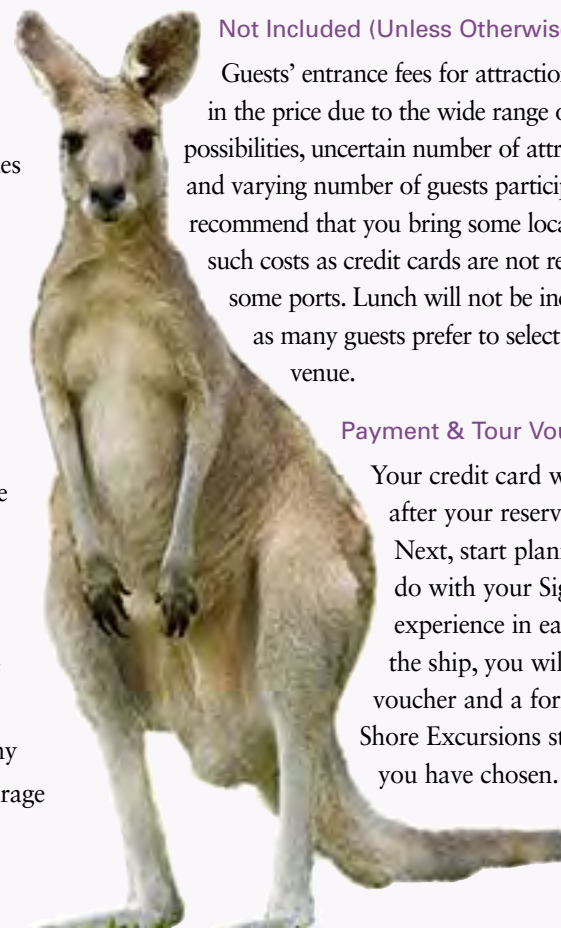 Not Included (Unless Otherwise
Guests’ entrance fees for attraction
in the price due to the wide range o
possibilities, uncertain number of attr
and varying number of guests particip
recommend that you bring some loca
such costs as credit cards are not re
some ports. Lunch will not be in
as many guests prefer to select
venue.
Payment & Tour Vou
Your credit card w
after your reserv
Next, start plan
do with your Sig
experience in ea
the ship, you wil
voucher and a for
Shore Excursions st
you have chosen.
es
e
ny
rage